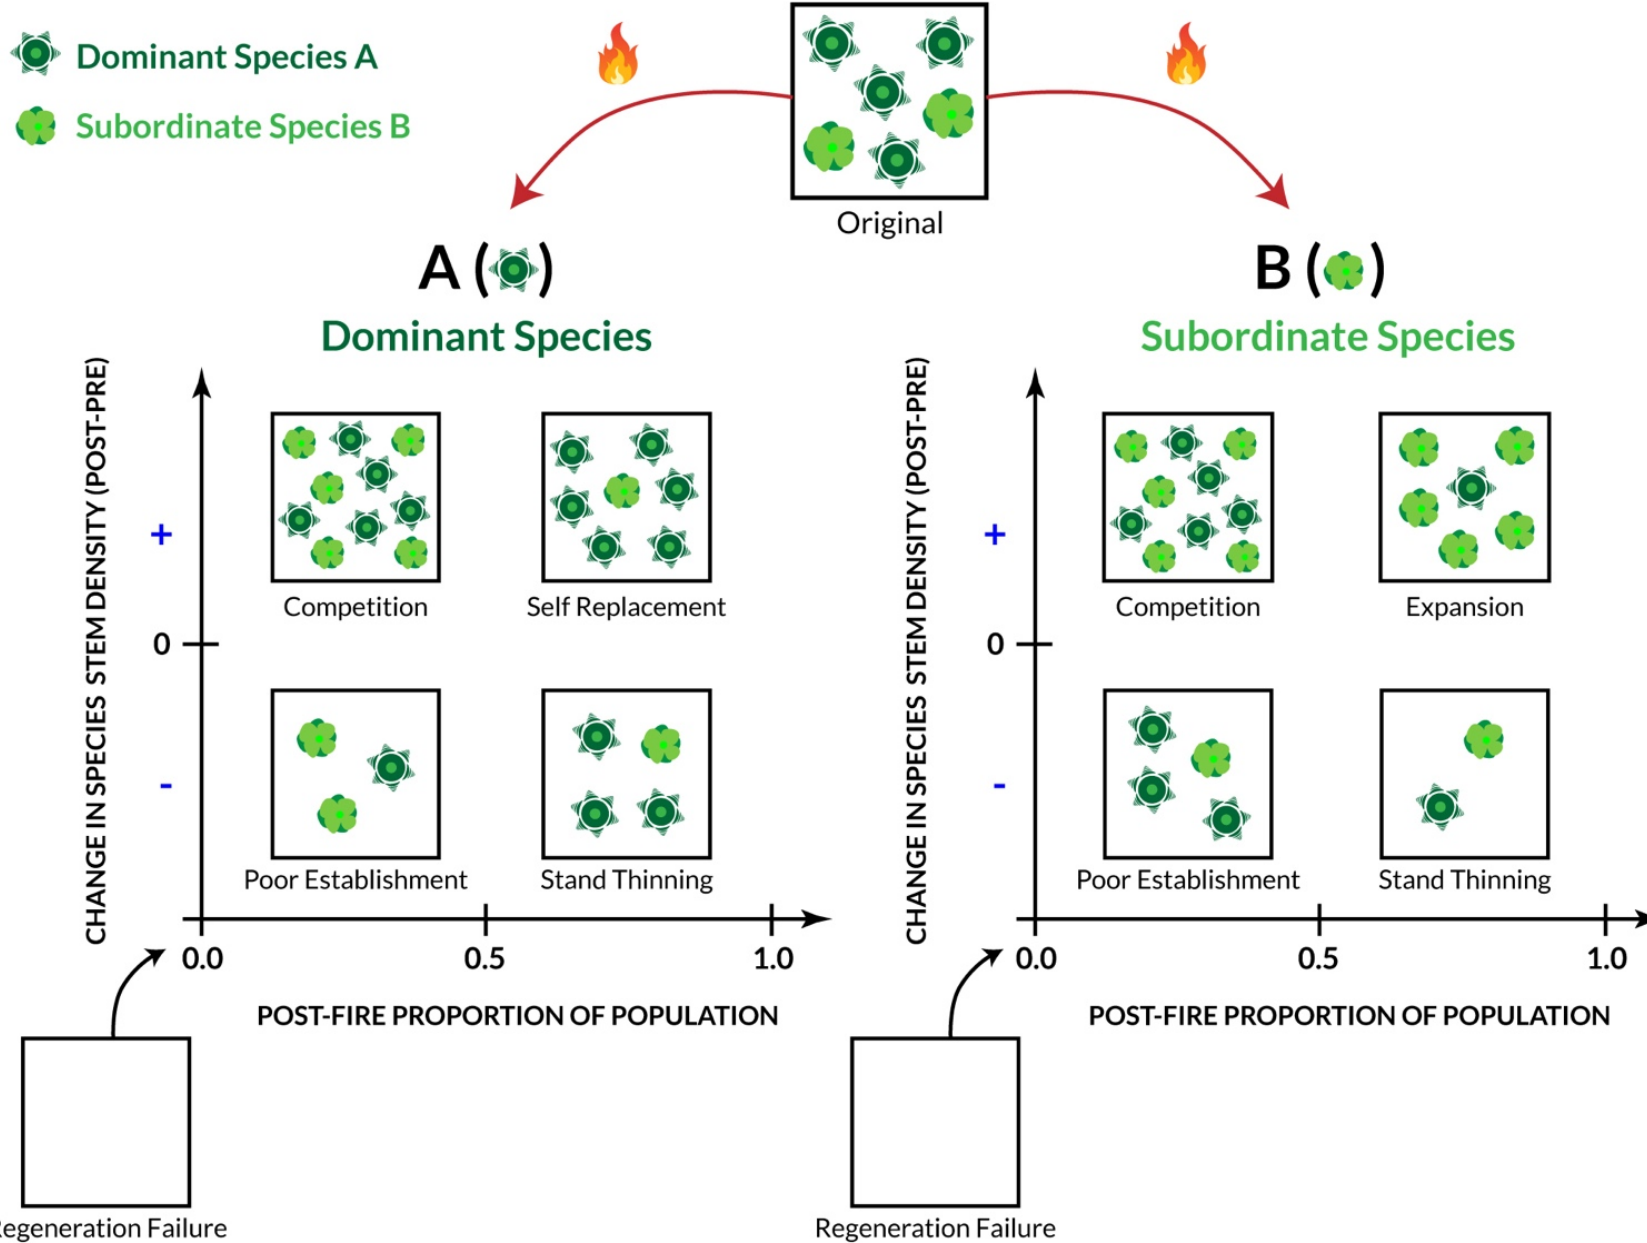 Dominant Species A
Subordinate Species B
Original
A ( )
Dominant Species
CHANGE IN SPECIES STEM DENSITY (POST-PRE)
+
0
-
Competition
Self Replacement
Poor Establishment
Stand Thinning
0.0
0.5
1.0
POST-FIRE PROPORTION OF POPULATION
egeneration Failure
B ( )
Subordinate Species
CHANGE IN SPECIES STEM DENSITY (POST-PRE)
+
0
-
Competition
Expansion
Poor Establishment
Stand Thinning
0.0
0.5
1.0
POST-FIRE PROPORTION OF POPULATION
Regeneration Failure